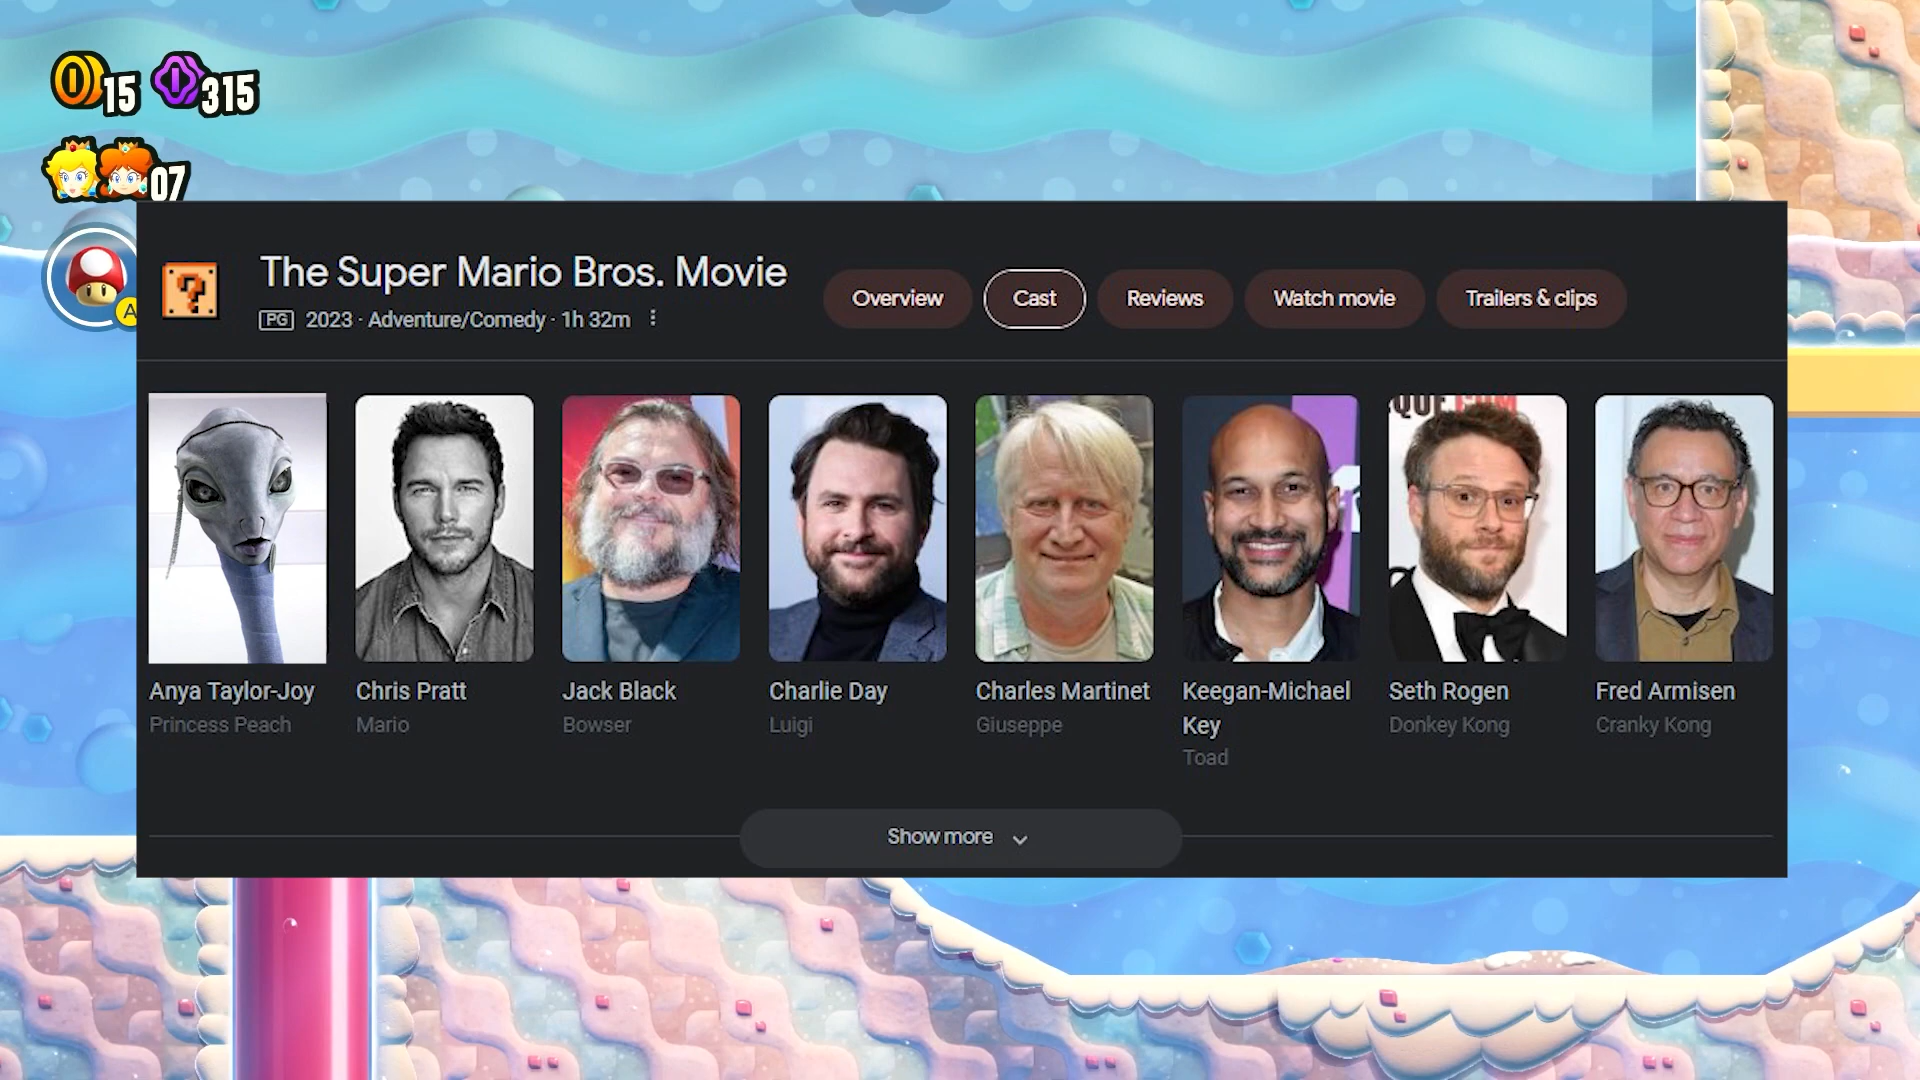 15 315
07
A
The Super Mario Bros. Movie
PG 2023 · Adventure/Comedy · 1h 32m
Overview Cast Reviews Watch movie Trailers & clips
Anya Taylor-Joy
Princess Peach
Chris Pratt
Mario
Jack Black
Bowser
Charlie Day
Luigi
Charles Martinet
Giuseppe
Keegan-Michael
Key
Toad
Seth Rogen
Donkey Kong
Fred Armisen
Cranky Kong
Show more